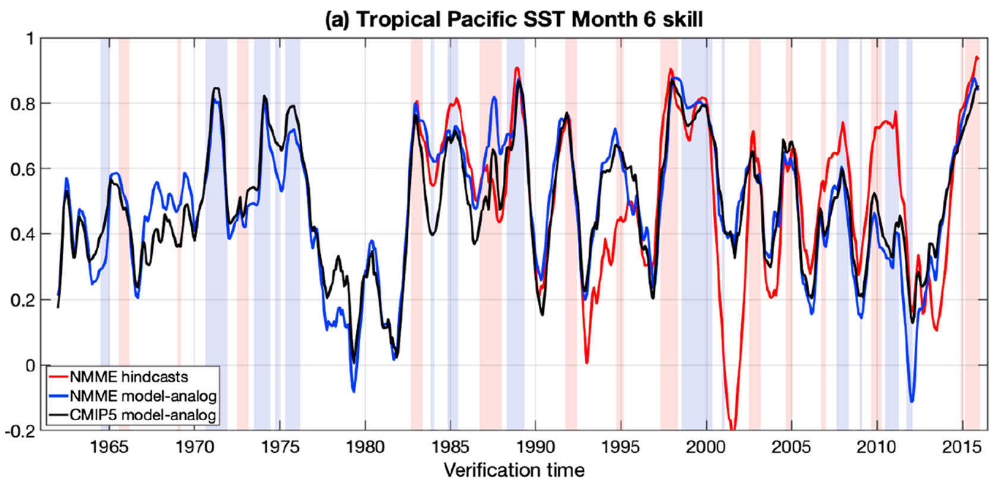 (a) Tropical Pacific SST Month 6 skill
1
0.8
0.6
0.4
0.2
0
-0.2
NMME hindcasts
NMME model-analog
CMIP5 model-analog
1965 1970 1975 1980 1985 1990 1995 2000 2005 2010 2015
Verification time